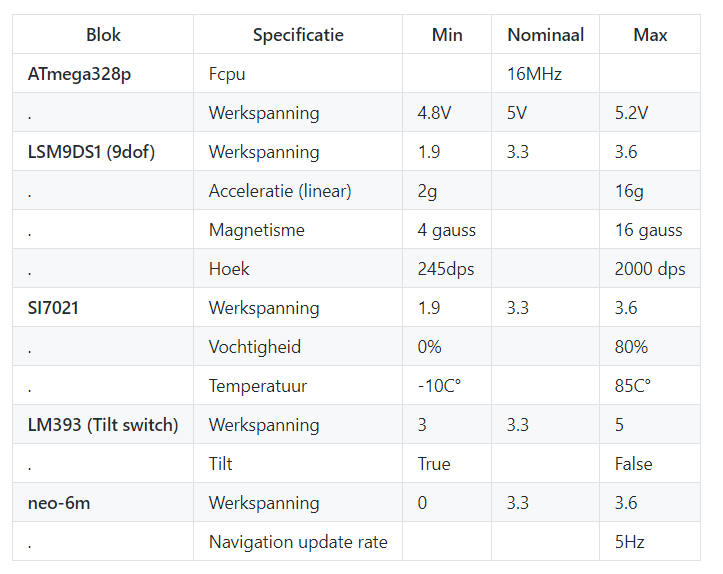 Blok Specificatie Min Nominaal Max
ATmega328p Fcpu 16MHz
. Werkspanning 4.8V 5V 5.2V
LSM9DS1 (9dof) Werkspanning 1.9 3.3 3.6
. Acceleratie (linear) 2g 16g
. Magnetisme 4 gauss 16 gauss
. Hoek 245dps 2000 dps
SI7021 Werkspanning 1.9 3.3 3.6
. Vochtigheid 0% 80%
. Temperatuur -10C° 85C°
LM393 (Tilt switch) Werkspanning 3 3.3 5
. Tilt True False
neo-6m Werkspanning 0 3.3 3.6
. Navigation update rate 5Hz